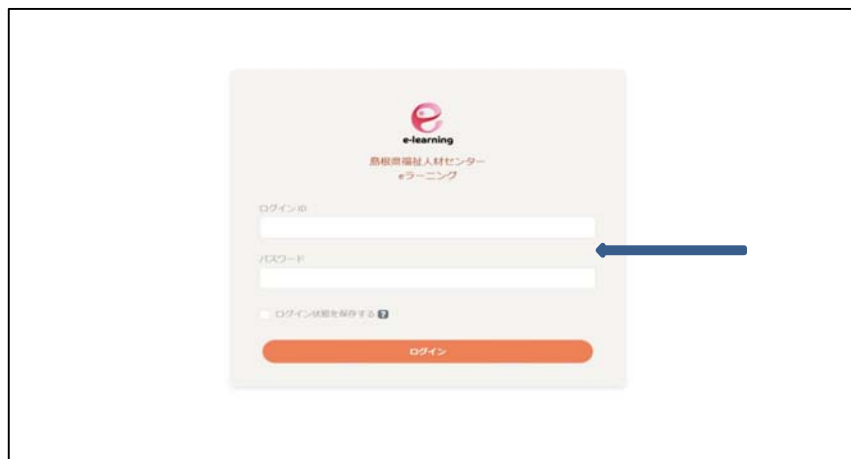 e-learning
島根県福祉人材センター
eラーニング
ログインID
パスワード
ログイン状態を保存する ?
ログイン